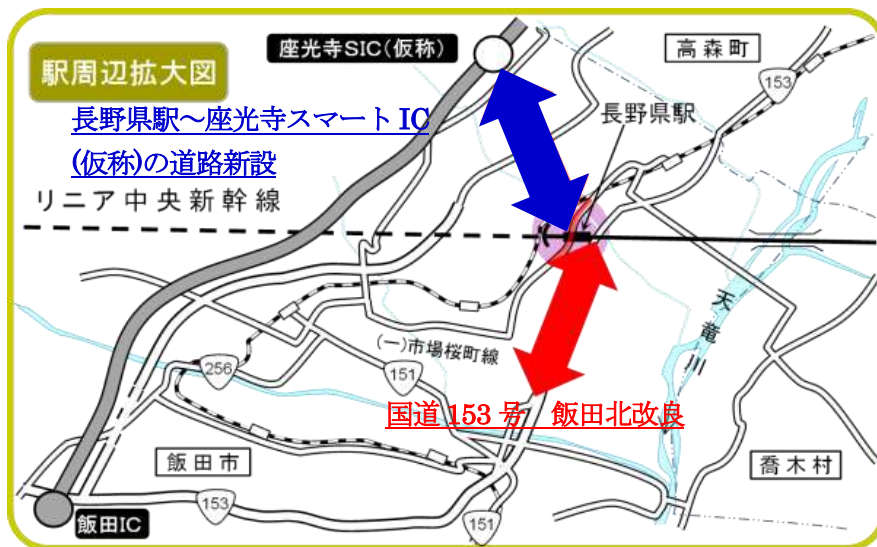 座光寺SIC(仮称)
高森町
駅周辺拡大図
153
長野県駅～座光寺スマートIC
(仮称)の道路新設
長野県駅
リニア中央新幹線
天竜川
(一)市場桜町線
256
151
国道153号 飯田北改良
飯田市
喬木村
153
飯田IC
151